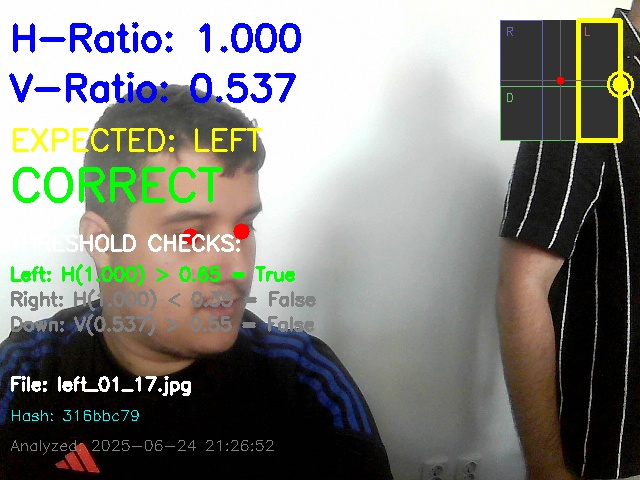 H-Ratio: 1.000
V-Ratio: 0.537
EXPECTED: LEFT
CORRECT
THRESHOLD CHECKS:
Left: H(1.000) > 0.65 = True
Right: H(1.000) < 0.35 = False
Down: V(0.537) > 0.55 = False
File: left_01_17.jpg
Hash: 316bbc79
Analyzed: 2025-06-24 21:26:52
R
L
D